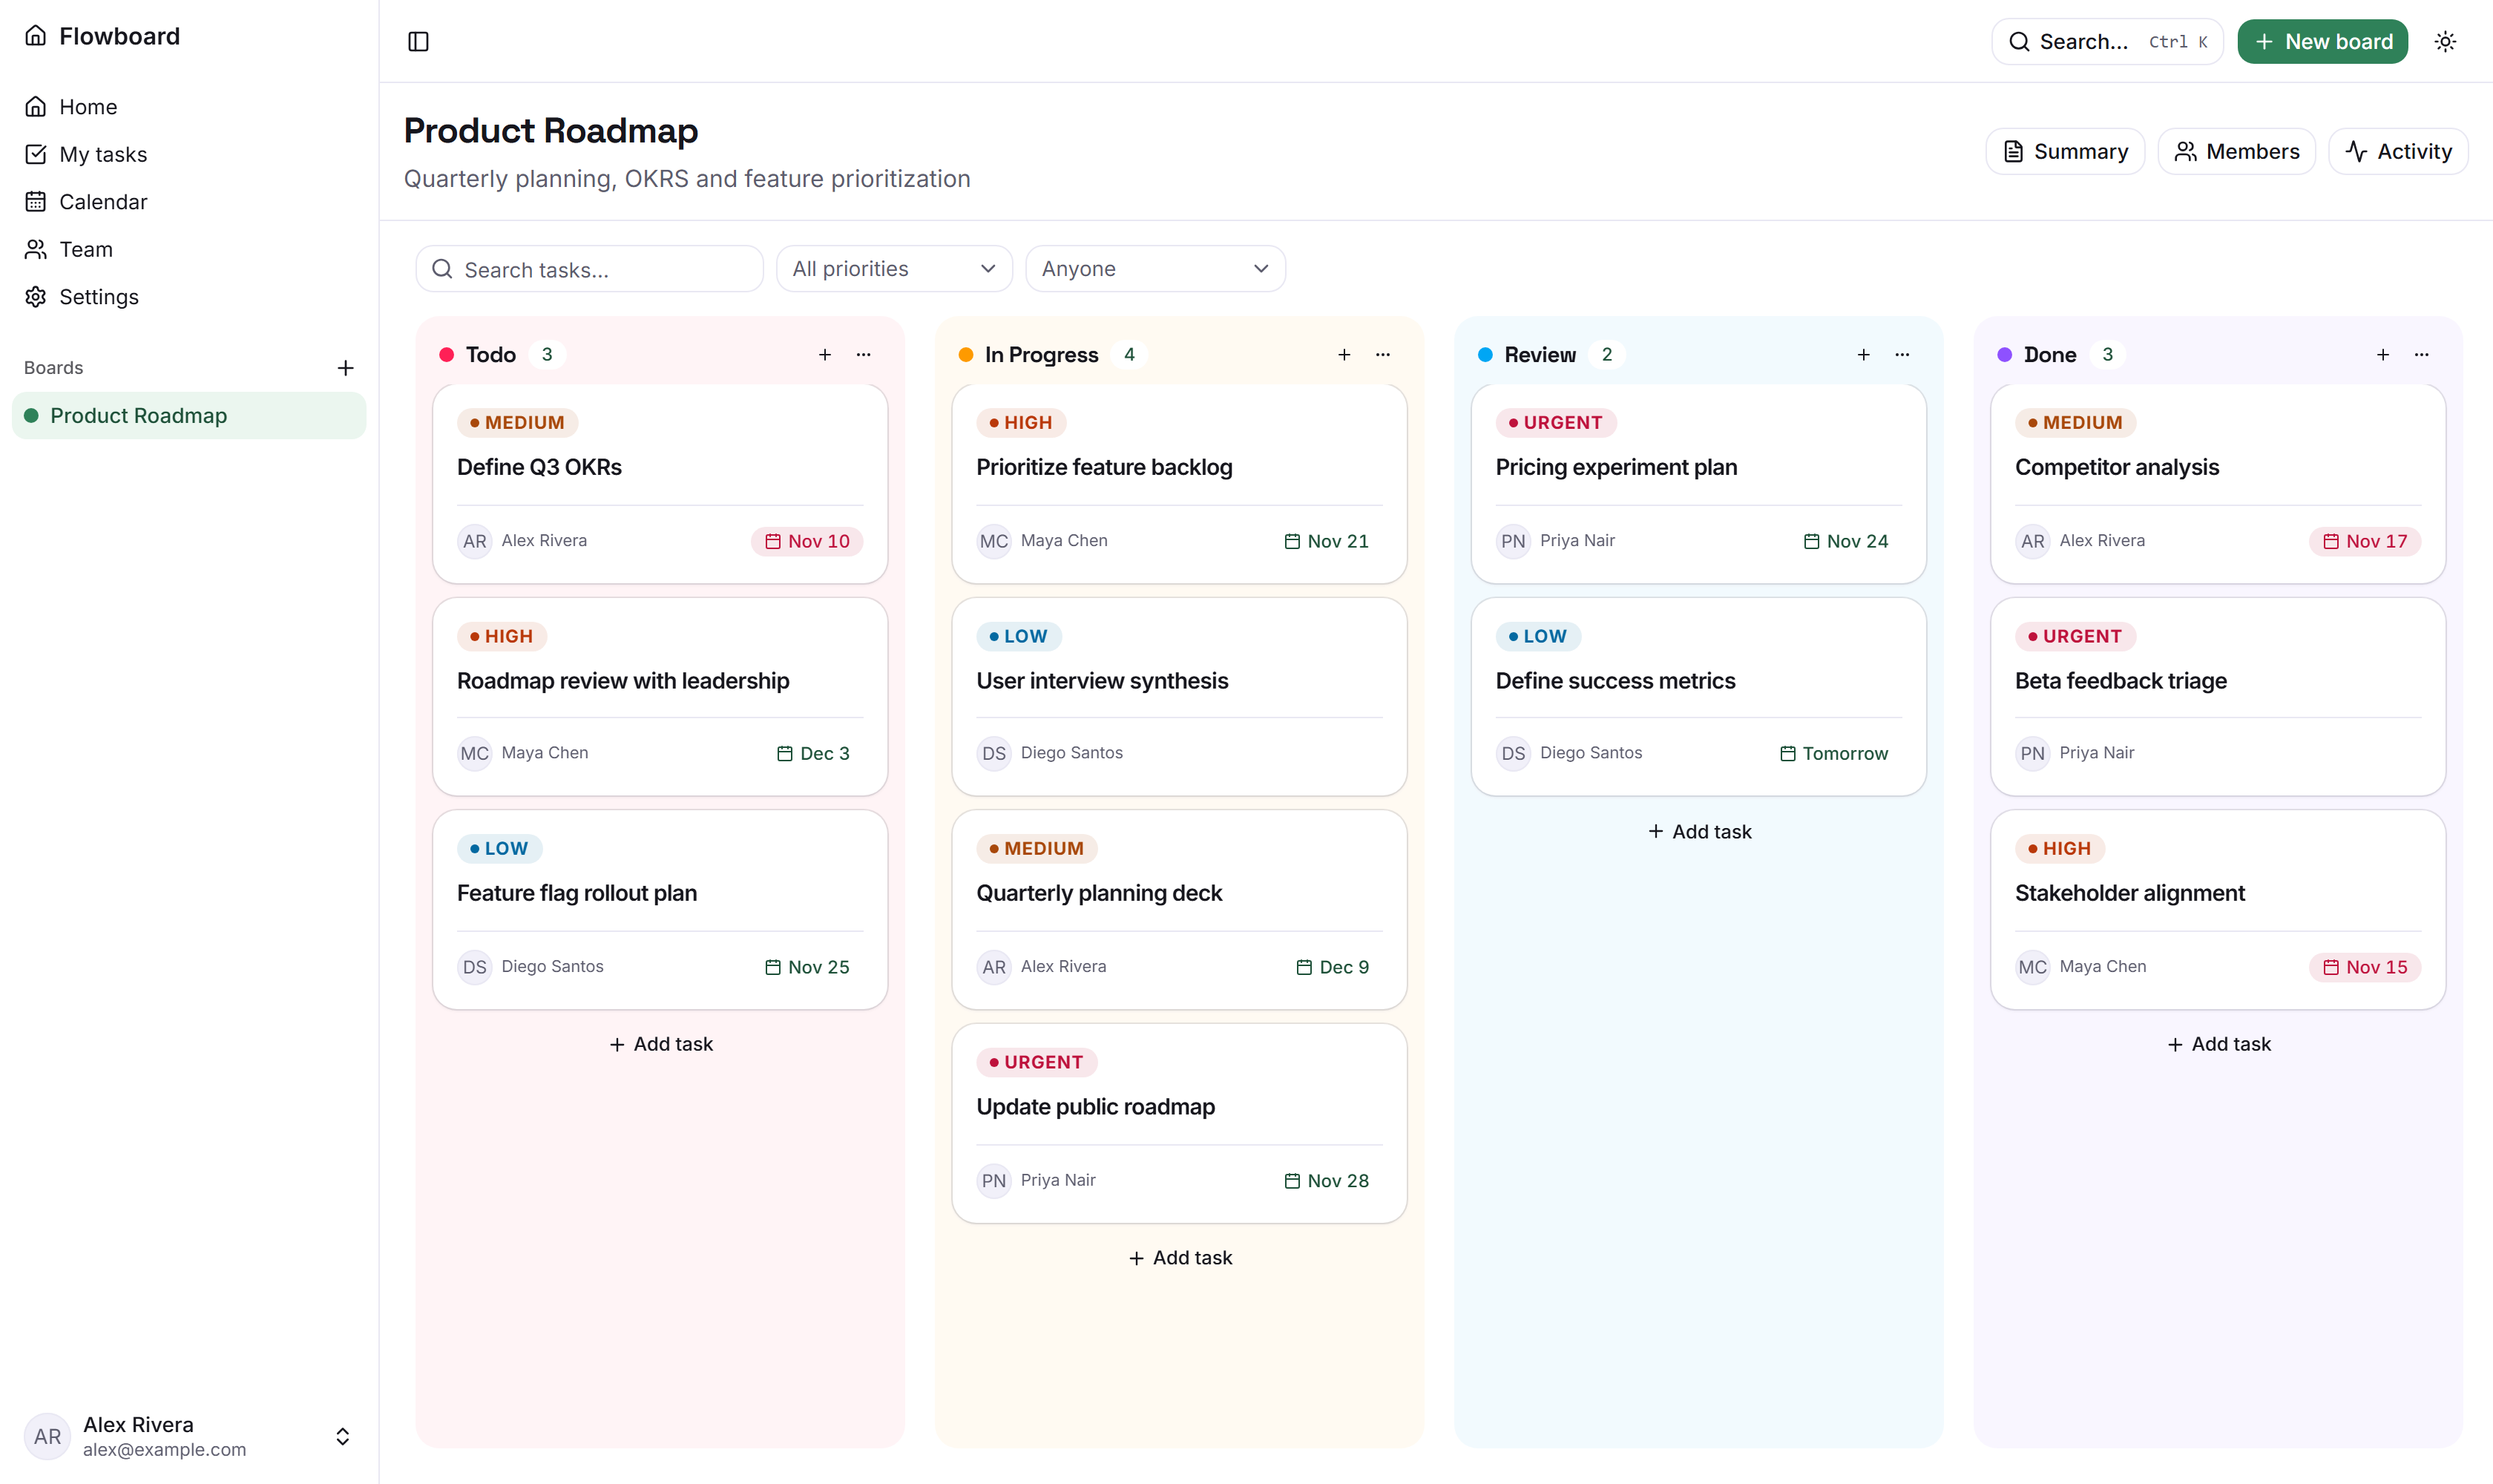 Flowboard
Home
My tasks
Calendar
Team
Settings
Boards
Product Roadmap
AR
Alex Rivera
alex@example.com
Search...
Ctrl K
New board
Product Roadmap
Quarterly planning, OKRS and feature prioritization
Summary
Members
Activity
Search tasks...
All priorities
Anyone
Todo
3
MEDIUM
Define Q3 OKRs
AR
Alex Rivera
Nov 10
HIGH
Roadmap review with leadership
MC
Maya Chen
Dec 3
LOW
Feature flag rollout plan
DS
Diego Santos
Nov 25
Add task
In Progress
4
HIGH
Prioritize feature backlog
MC
Maya Chen
Nov 21
LOW
User interview synthesis
DS
Diego Santos
MEDIUM
Quarterly planning deck
AR
Alex Rivera
Dec 9
URGENT
Update public roadmap
PN
Priya Nair
Nov 28
Add task
Review
2
URGENT
Pricing experiment plan
PN
Priya Nair
Nov 24
LOW
Define success metrics
DS
Diego Santos
Tomorrow
Add task
Done
3
MEDIUM
Competitor analysis
AR
Alex Rivera
Nov 17
URGENT
Beta feedback triage
PN
Priya Nair
HIGH
Stakeholder alignment
MC
Maya Chen
Nov 15
Add task